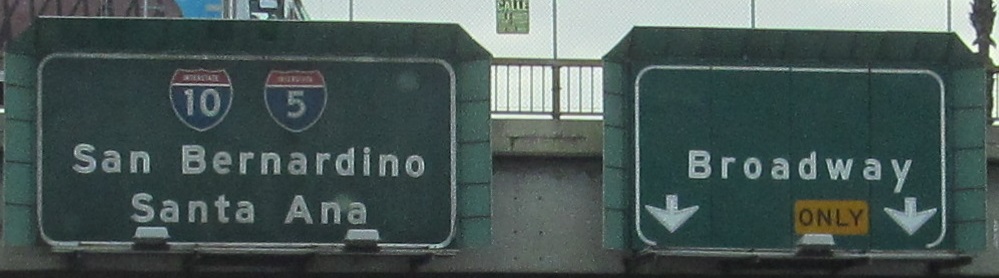 CALLE
INTERSTATE INTERSTATE
10 5
San Bernardino
Santa Ana
Broadway
ONLY